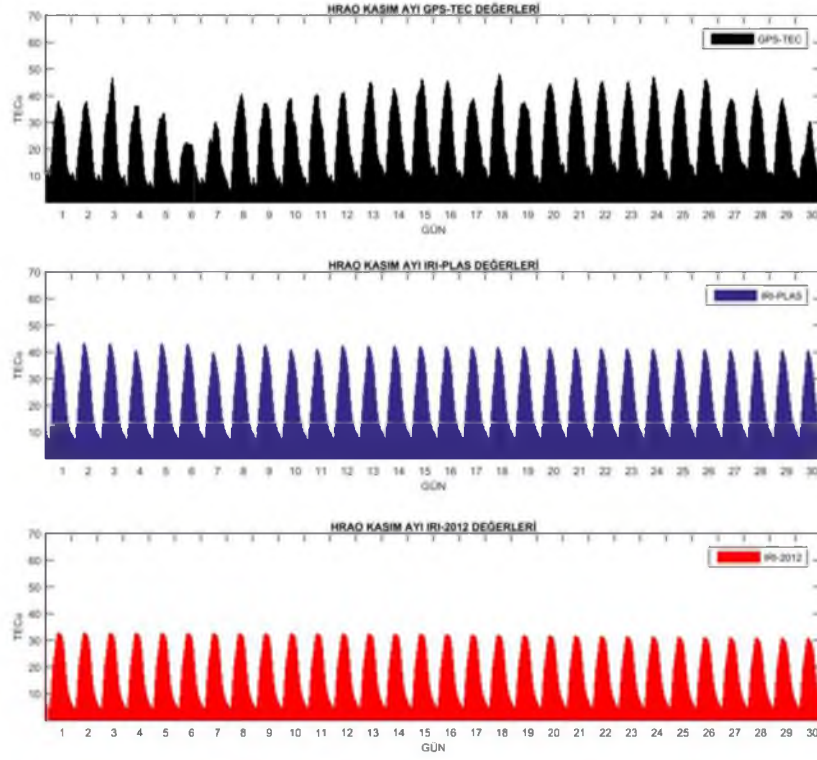 HRAO KASIM AYI GPS-TEC DEĞERLERİ
70
GPS-TEC
60
50
40
TECu
30
20
10
1 2 3 4 5 6 7 8 9 10 11 12 13 14 15 16 17 18 19 20 21 22 23 24 25 26 27 28 29 30
GÜN
HRAO KASIM AYI IRI-PLAS DEĞERLERİ
70
IRI-PLAS
60
50
40
TECu
30
20
10
1 2 3 4 5 6 7 8 9 10 11 12 13 14 15 16 17 18 19 20 21 22 23 24 25 26 27 28 29 30
GÜN
HRAO KASIM AYI IRI-2012 DEĞERLERİ
70
IRI-2012
60
50
40
TECu
30
20
10
1 2 3 4 5 6 7 8 9 10 11 12 13 14 15 16 17 18 19 20 21 22 23 24 25 26 27 28 29 30
GÜN